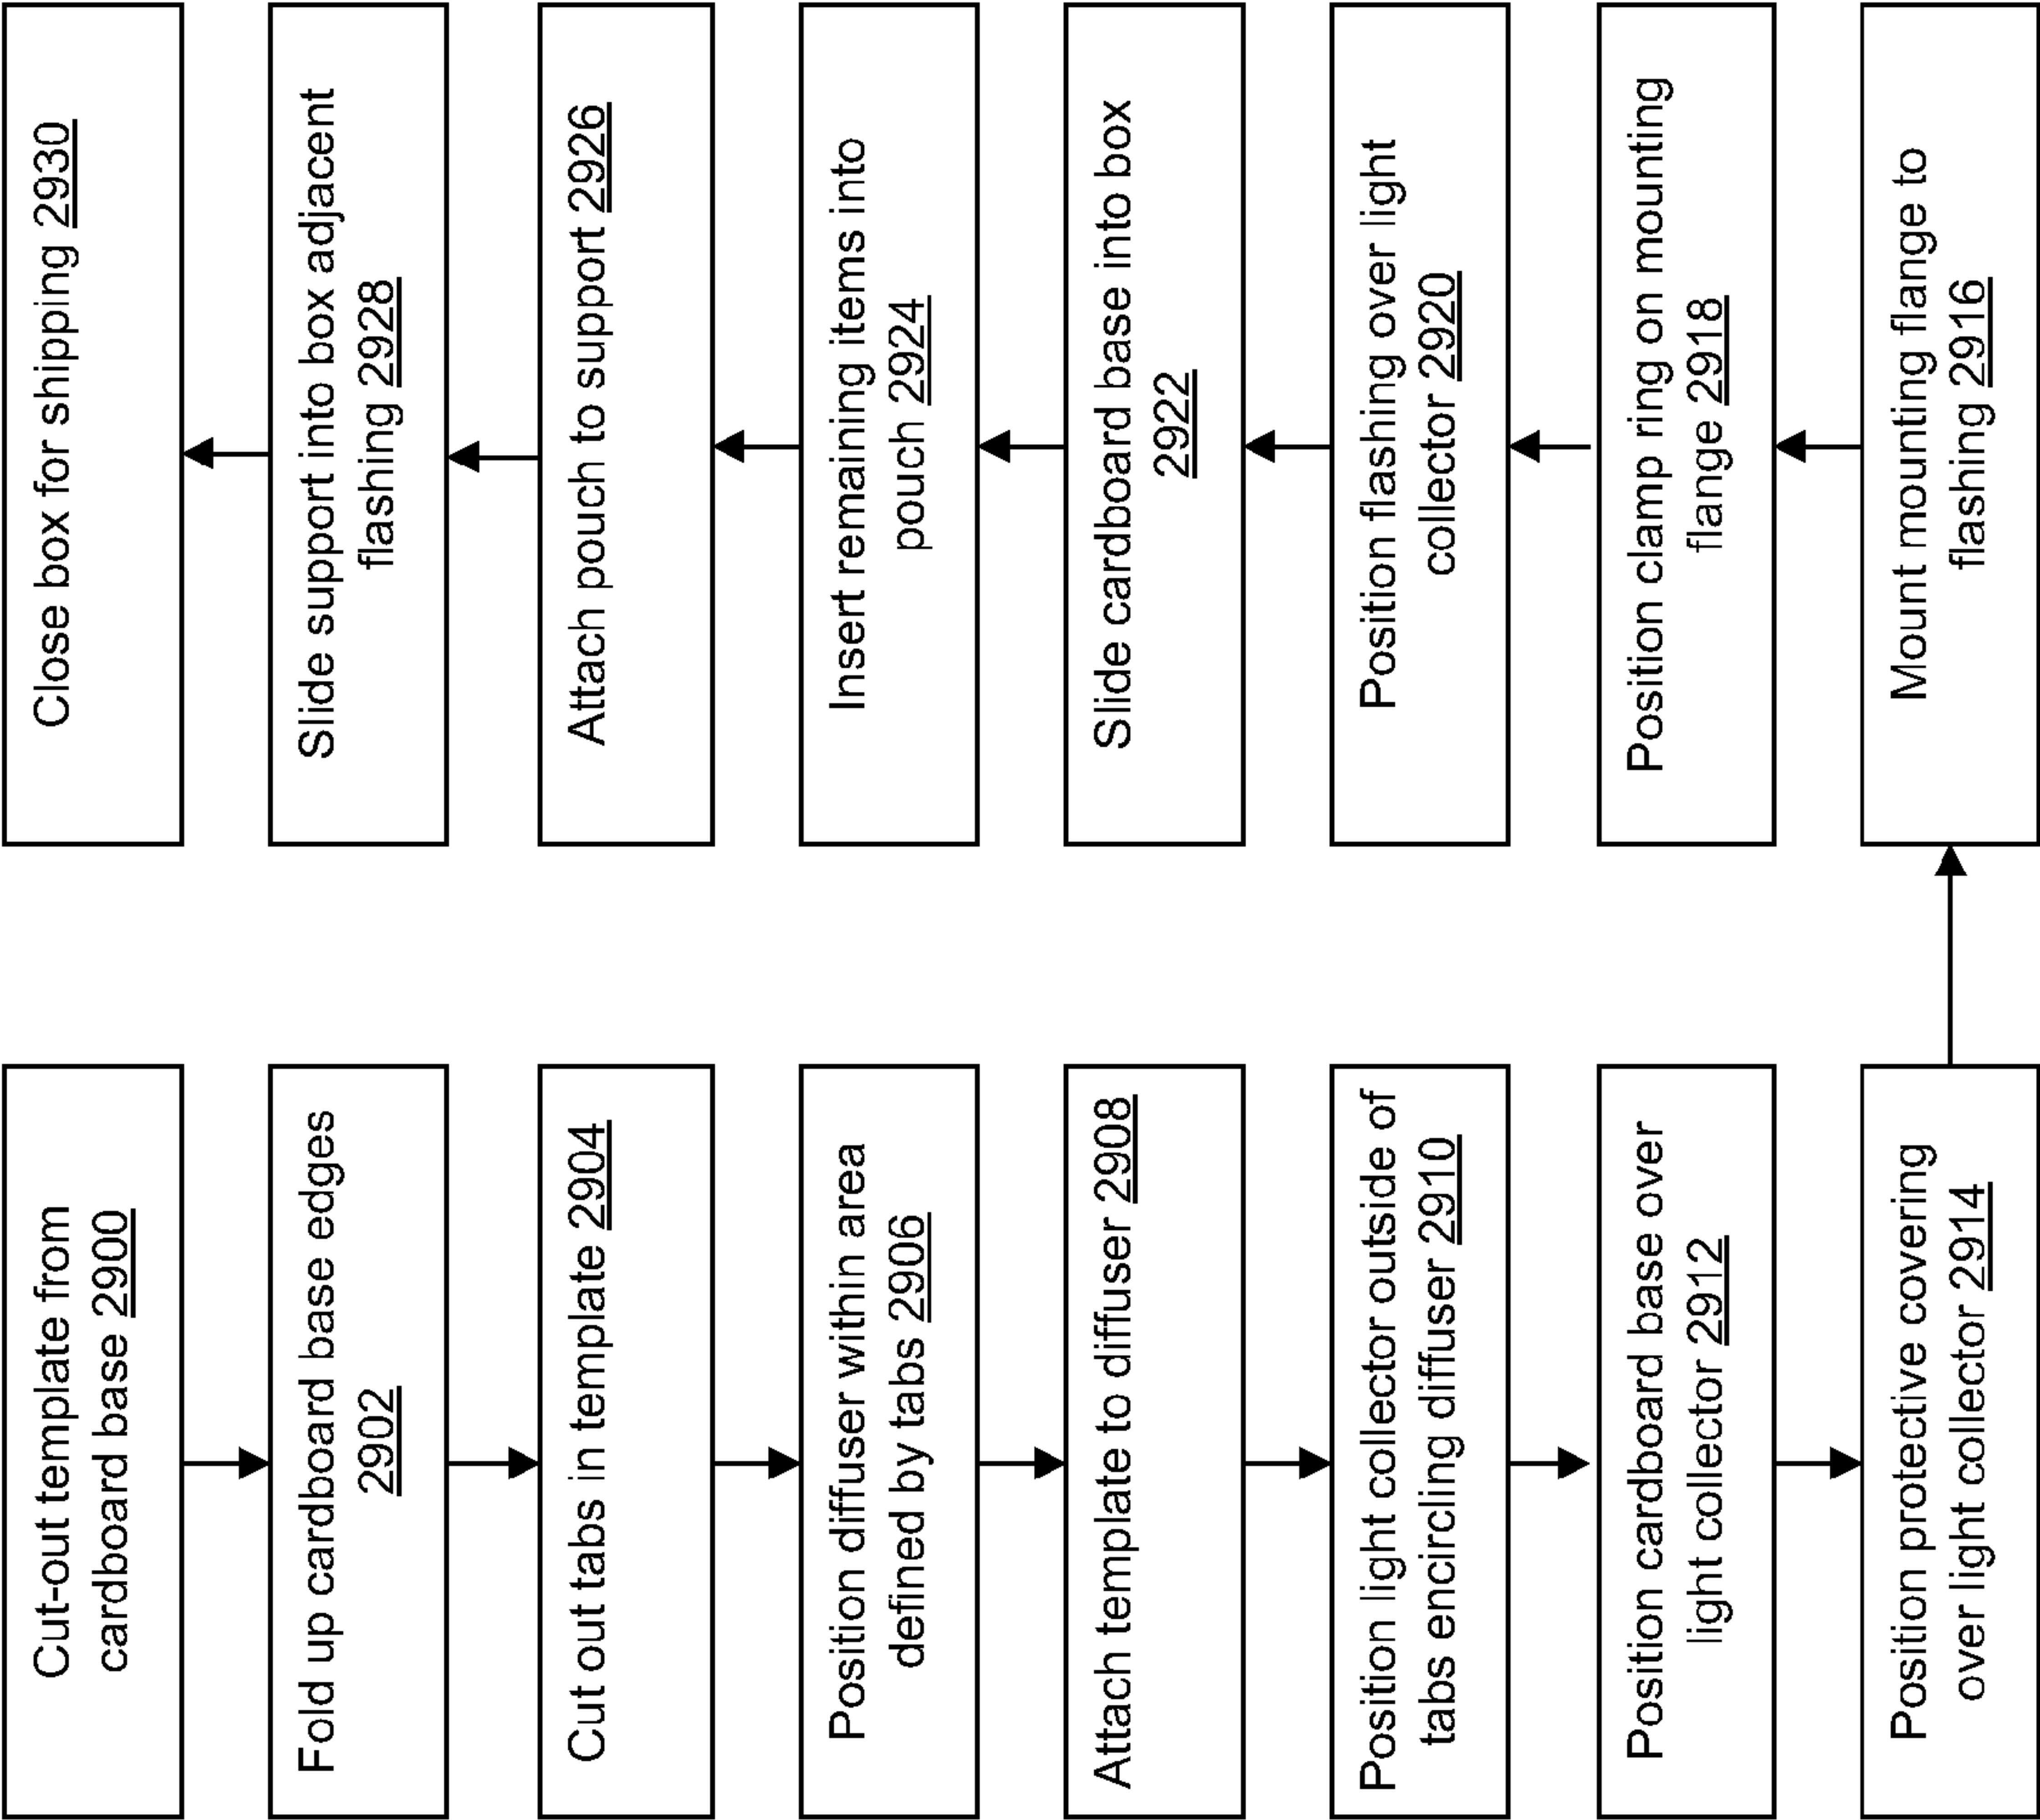 Cut-out template from
cardboard base 2900
Fold up cardboard base edges
2902
Cut out tabs in template 2904
Position diffuser within area
defined by tabs 2906
Attach template to diffuser 2908
Position light collector outside of
tabs encircling diffuser 2910
Position cardboard base over
light collector 2912
Position protective covering
over light collector 2914
Mount mounting flange to
flashing 2916
Position clamp ring on mounting
flange 2918
Position flashing over light
collector 2920
Slide cardboard base into box
2922
Insert remaining items into
pouch 2924
Attach pouch to support 2926
Slide support into box adjacent
flashing 2928
Close box for shipping 2930